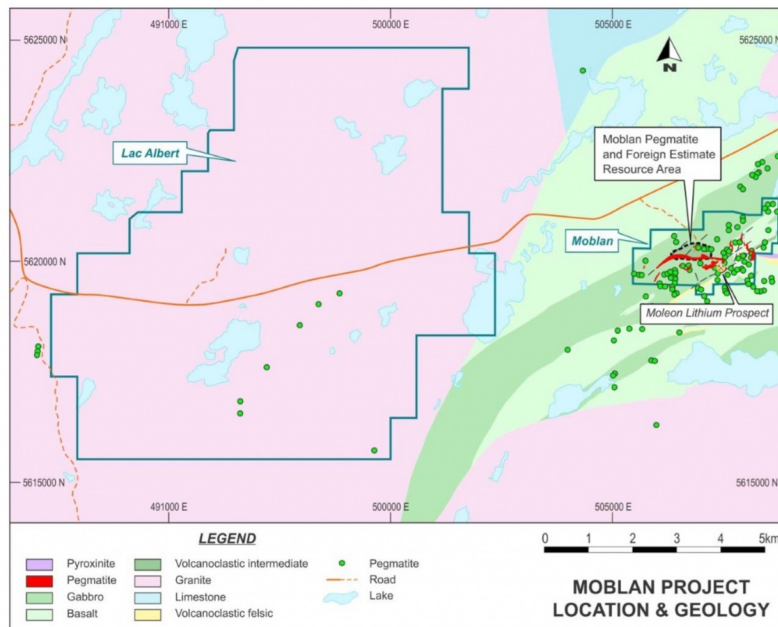 491000 E
500000 E
505000 E
5625000 N
5625000 N
N
Moblan Pegmatite
and Foreign Estimate
Resource Area
Lac Albert
Moblan
5620000 N
5620000 N
Moleon Lithium Prospect
5615000 N
5615000 N
491000 E
500000 E
505000 E
LEGEND
Pyroxinite
Pegmatite
Gabbro
Basalt
Volcanoclastic intermediate
Granite
Limestone
Volcanoclastic felsic
Pegmatite
Road
Lake
0 1 2 3 4 5km
MOBLAN PROJECT
LOCATION & GEOLOGY